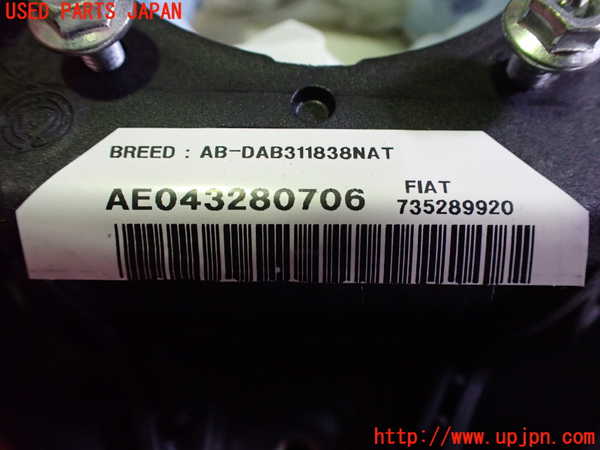 USED PARTS JAPAN
BREED : AB-DAB311838NAT
AE043280706
FIAT
735289920
http://www.upjpn.com/